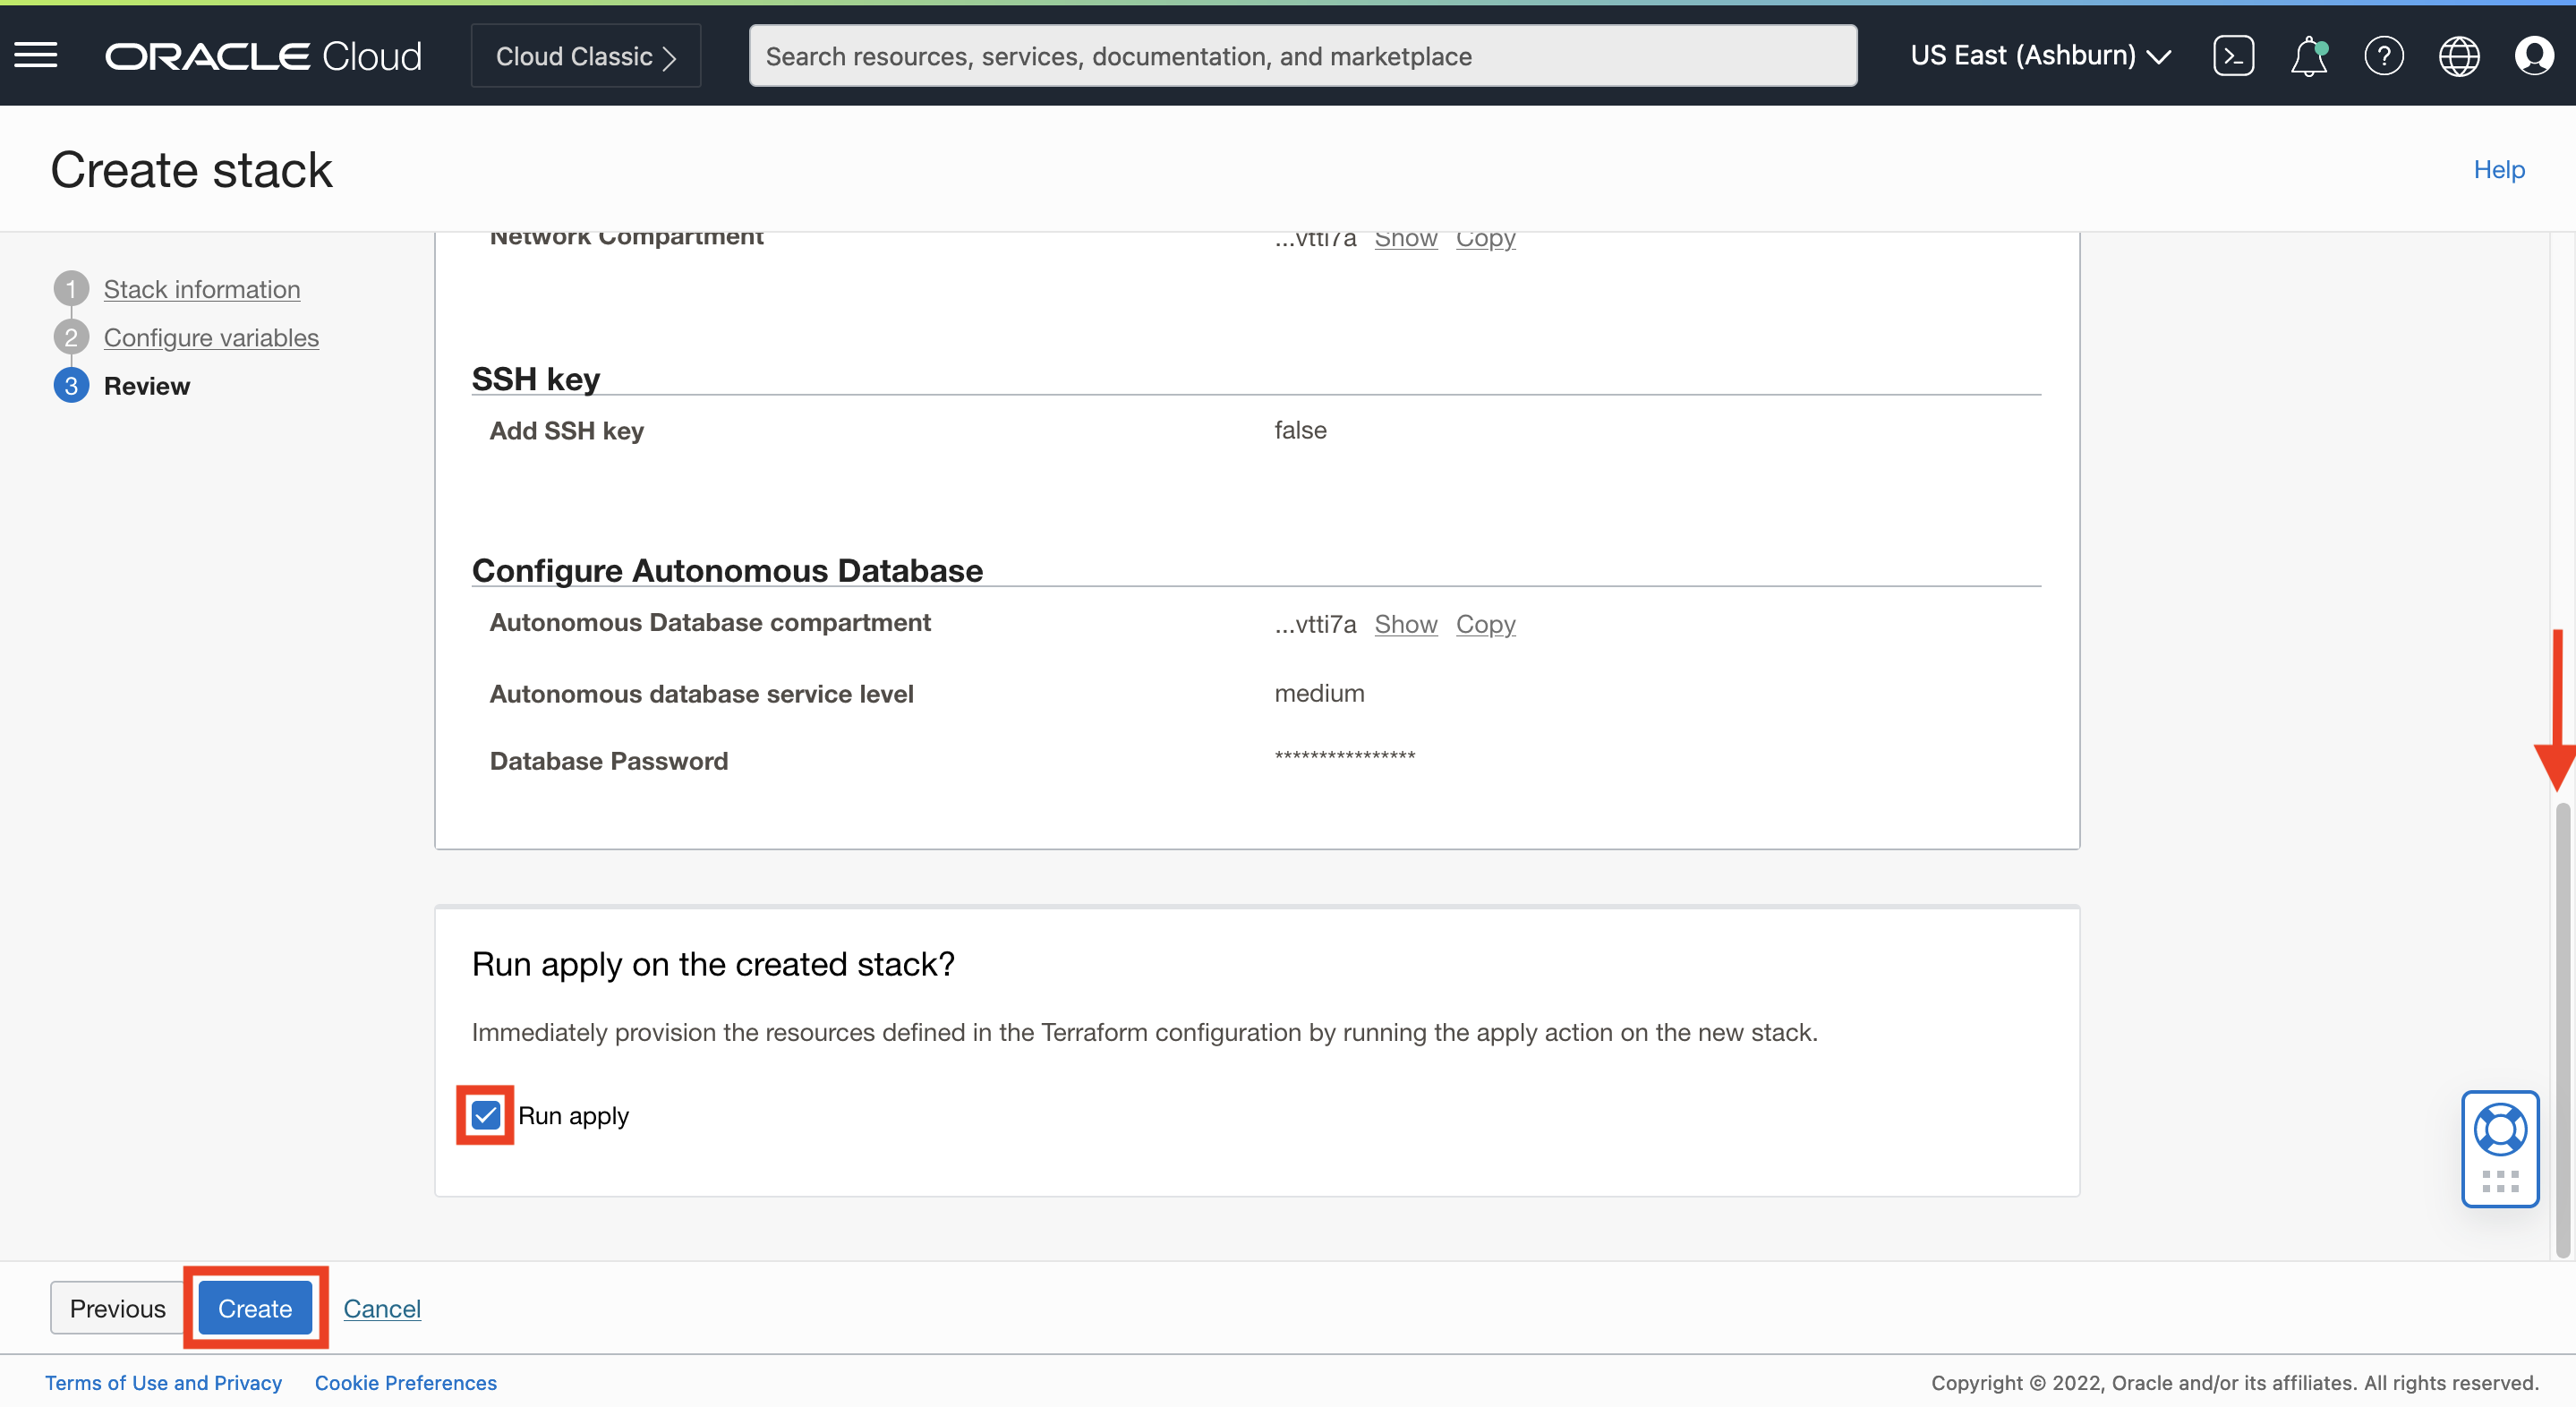 ORACLE Cloud
Cloud Classic
Search resources, services, documentation, and marketplace
US East (Ashburn)
Create stack
Help
1 Stack information
2 Configure variables
3 Review
Network Compartment ...vtti7a Show Copy
SSH key
Add SSH key false
Configure Autonomous Database
Autonomous Database compartment ...vtti7a Show Copy
Autonomous database service level medium
Database Password ****************
Run apply on the created stack?
Immediately provision the resources defined in the Terraform configuration by running the apply action on the new stack.
Run apply
Previous Create Cancel
Terms of Use and Privacy Cookie Preferences Copyright © 2022, Oracle and/or its affiliates. All rights reserved.